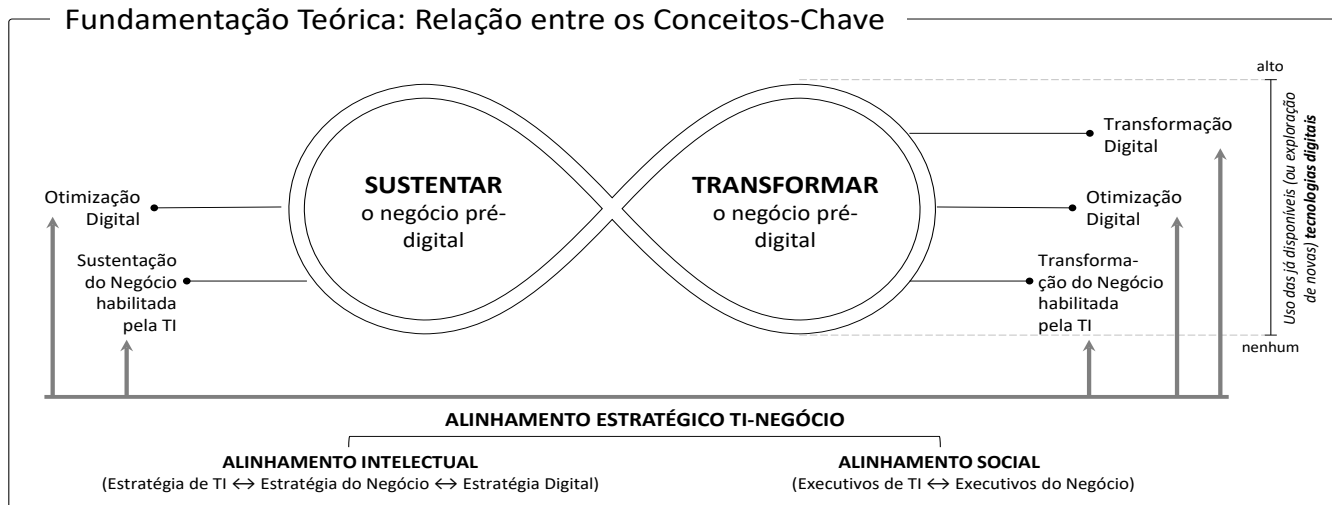 Fundamentação Teórica: Relação entre os Conceitos-Chave
alto
Uso das já disponíveis (ou exploração
de novas) tecnologias digitais
nenhum
Otimização
Digital
Sustentação
do Negócio
habilitada
pela TI
SUSTENTAR
o negócio pré-
digital
TRANSFORMAR
o negócio pré-
digital
Transformação
Digital
Otimização
Digital
Transforma-
ção do Negócio
habilitada
pela TI
ALINHAMENTO ESTRATÉGICO TI-NEGÓCIO
ALINHAMENTO INTELECTUAL
(Estratégia de TI ↔ Estratégia do Negócio ↔ Estratégia Digital)
ALINHAMENTO SOCIAL
(Executivos de TI ↔ Executivos do Negócio)